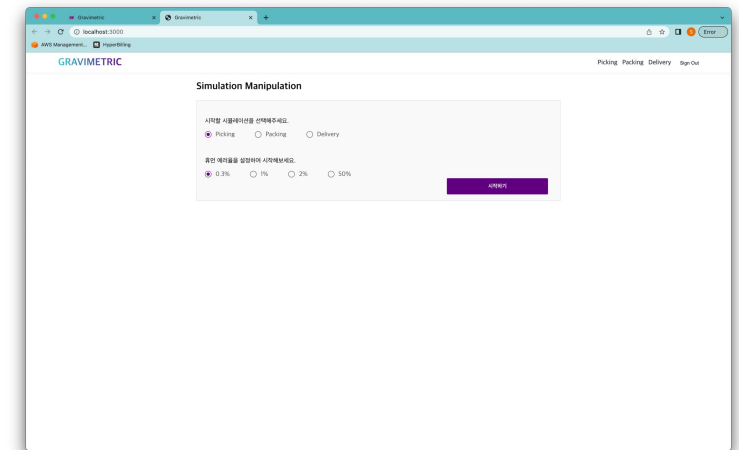 Gravimetric
Gravimetric
localhost:3000
Error
AWS Management...
HyperBilling
GRAVIMETRIC
Picking Packing Delivery Sign Out
Simulation Manipulation
시작할 시뮬레이션을 선택해주세요.
Picking Packing Delivery
휴먼 에러율을 설정하여 시작해보세요.
0.3% 1% 2% 50%
시작하기